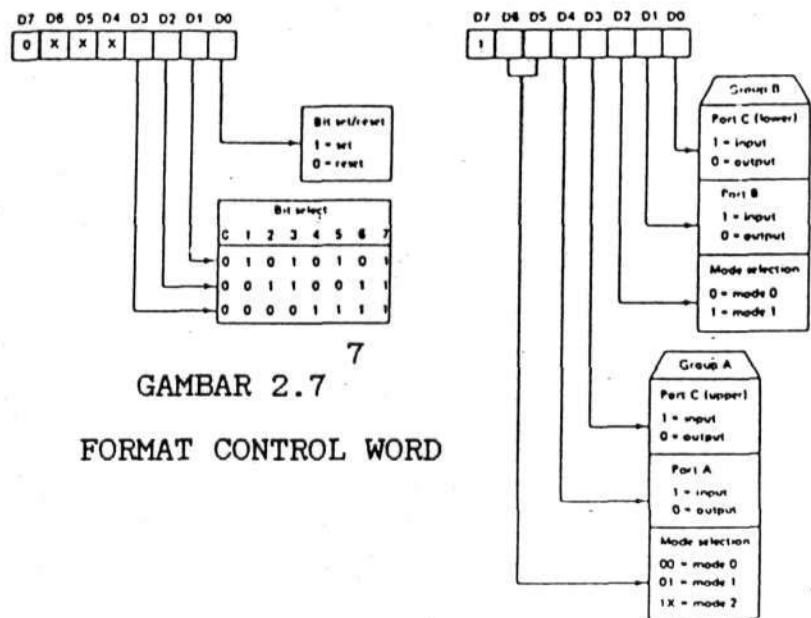 D7 D6 D5 D4 D3 D2 D1 D0
0 X X X
Bit set/reset
1 = set
0 = reset
Bit select
0 1 2 3 4 5 6 7
0 1 0 1 0 1 0 1
0 0 1 1 0 0 1 1
0 0 0 0 1 1 1 1
7
GAMBAR 2.7
FORMAT CONTROL WORD
D7 D6 D5 D4 D3 D2 D1 D0
1
Group B
Port C (lower)
1 = input
0 = output
Port B
1 = input
0 = output
Mode selection
0 = mode 0
1 = mode 1
Group A
Port C (upper)
1 = input
0 = output
Port A
1 = input
0 = output
Mode selection
00 = mode 0
01 = mode 1
1X = mode 2